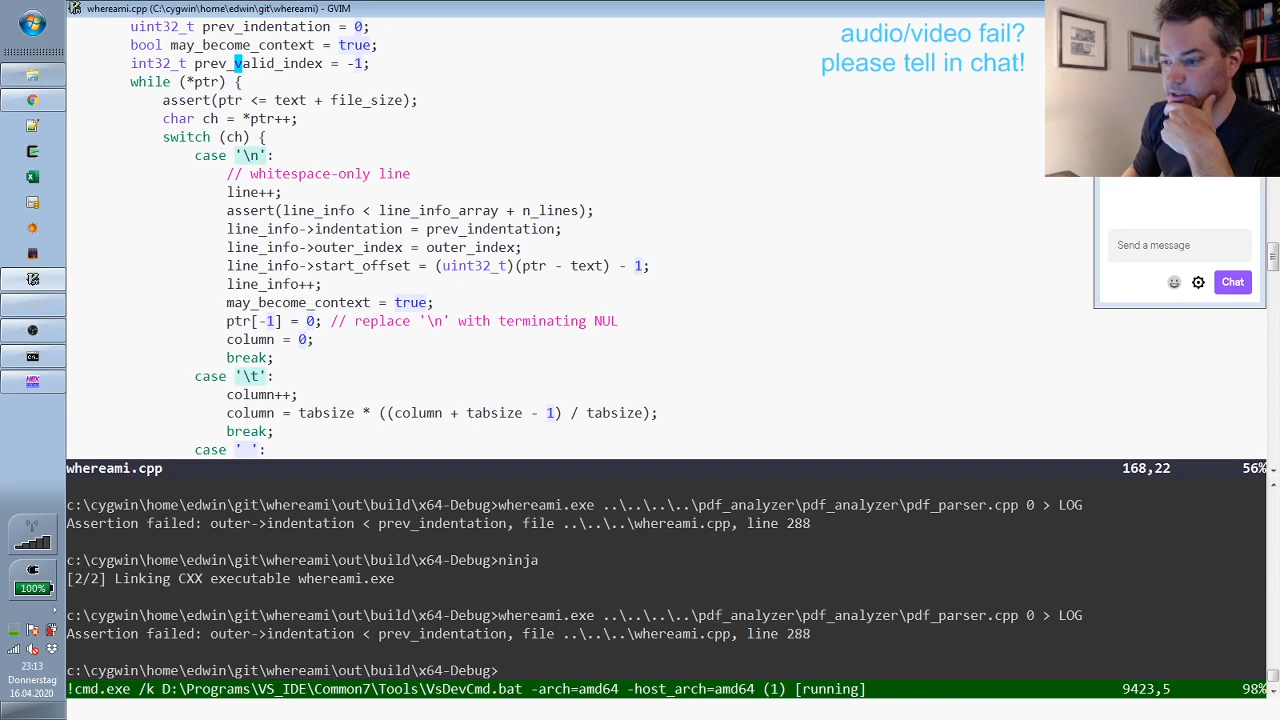 whereami.cpp (C:\cygwin\home\edwin\git\whereami) - GVIM
audio/video fail?
please tell in chat!
uint32_t prev_indentation = 0;
bool may_become_context = true;
int32_t prev_valid_index = -1;
while (*ptr) {
assert(ptr <= text + file_size);
char ch = *ptr++;
switch (ch) {
case '\n':
// whitespace-only line
line++;
assert(line_info < line_info_array + n_lines);
line_info->indentation = prev_indentation;
line_info->outer_index = outer_index;
line_info->start_offset = (uint32_t)(ptr - text) - 1;
line_info++;
may_become_context = true;
ptr[-1] = 0; // replace '\n' with terminating NUL
column = 0;
break;
case '\t':
column++;
column = tabsize * ((column + tabsize - 1) / tabsize);
break;
case ' ':
Send a message
Chat
whereami.cpp 168,22 56%
c:\cygwin\home\edwin\git\whereami\out\build\x64-Debug>whereami.exe ..\..\..\..\pdf_analyzer\pdf_analyzer\pdf_parser.cpp 0 > LOG
Assertion failed: outer->indentation < prev_indentation, file ..\..\..\whereami.cpp, line 288
c:\cygwin\home\edwin\git\whereami\out\build\x64-Debug>ninja
[2/2] Linking CXX executable whereami.exe
c:\cygwin\home\edwin\git\whereami\out\build\x64-Debug>whereami.exe ..\..\..\..\pdf_analyzer\pdf_analyzer\pdf_parser.cpp 0 > LOG
Assertion failed: outer->indentation < prev_indentation, file ..\..\..\whereami.cpp, line 288
c:\cygwin\home\edwin\git\whereami\out\build\x64-Debug>
!cmd.exe /k D:\Programs\VS_IDE\Common7\Tools\VsDevCmd.bat -arch=amd64 -host_arch=amd64 (1) [running] 9423,5 98%
HEX
100%
23:13
Donnerstag
16.04.2020